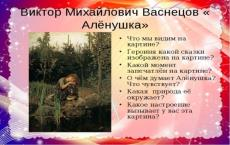 Виктор Михайлович Васнецов «
Алёнушка»
• Что мы видим на
картине?
• Героиня какой сказки
изображена на картине?
• Какой момент
запечатлён на картине?
• О чём думает Алёнушка?
Что чувствует?
• Какая природа её
окружает?
• Какое настроение
вызывает у вас эта
картина?